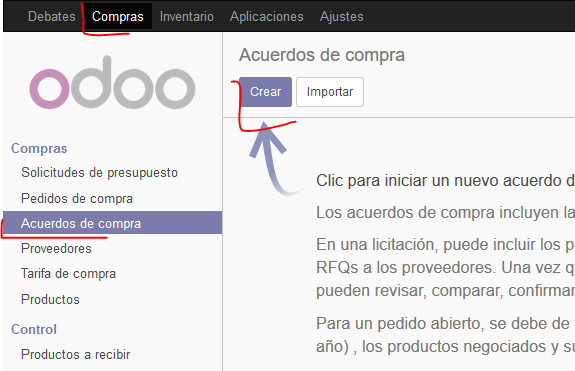 Debates Compras Inventario Aplicaciones Ajustes
odoo
Compras
Solicitudes de presupuesto
Pedidos de compra
Acuerdos de compra
Proveedores
Tarifa de compra
Productos
Control
Productos a recibir
Acuerdos de compra
Crear Importar
Clic para iniciar un nuevo acuerdo d
Los acuerdos de compra incluyen la
En una licitación, puede incluir los p
RFQs a los proveedores. Una vez q
pueden revisar, comparar, confirmar
Para un pedido abierto, se debe de
año) , los productos negociados y su